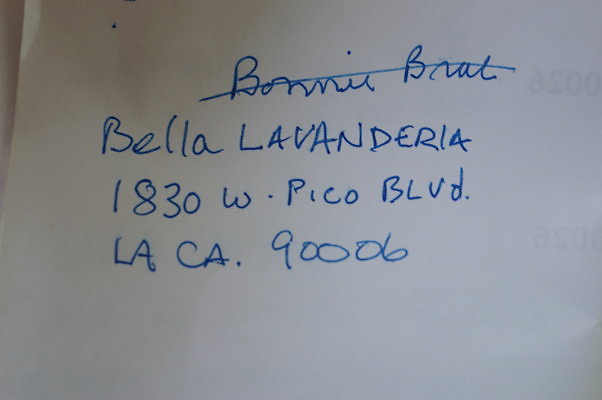 Bonnie Brat
Bella LAVANDERIA
1830 W. PICO BLVd.
LA CA. 90006